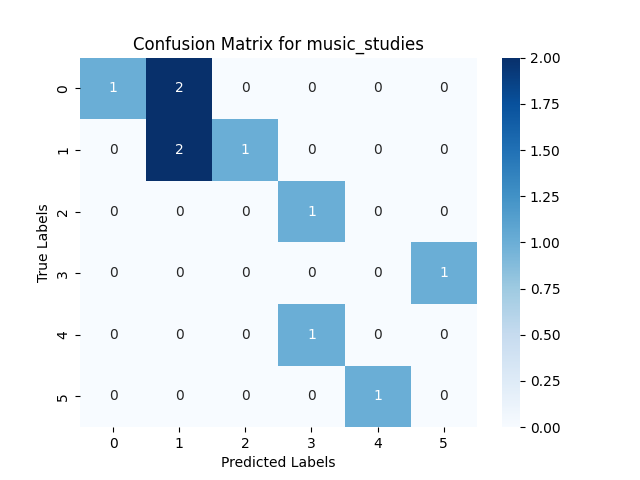 Confusion Matrix for music_studies
0 1 2 0 0 0 0
1 0 2 1 0 0 0
2 0 0 0 1 0 0
3 0 0 0 0 0 1
4 0 0 0 1 0 0
5 0 0 0 0 1 0
0 1 2 3 4 5
True Labels
Predicted Labels
2.00
1.75
1.50
1.25
1.00
0.75
0.50
0.25
0.00